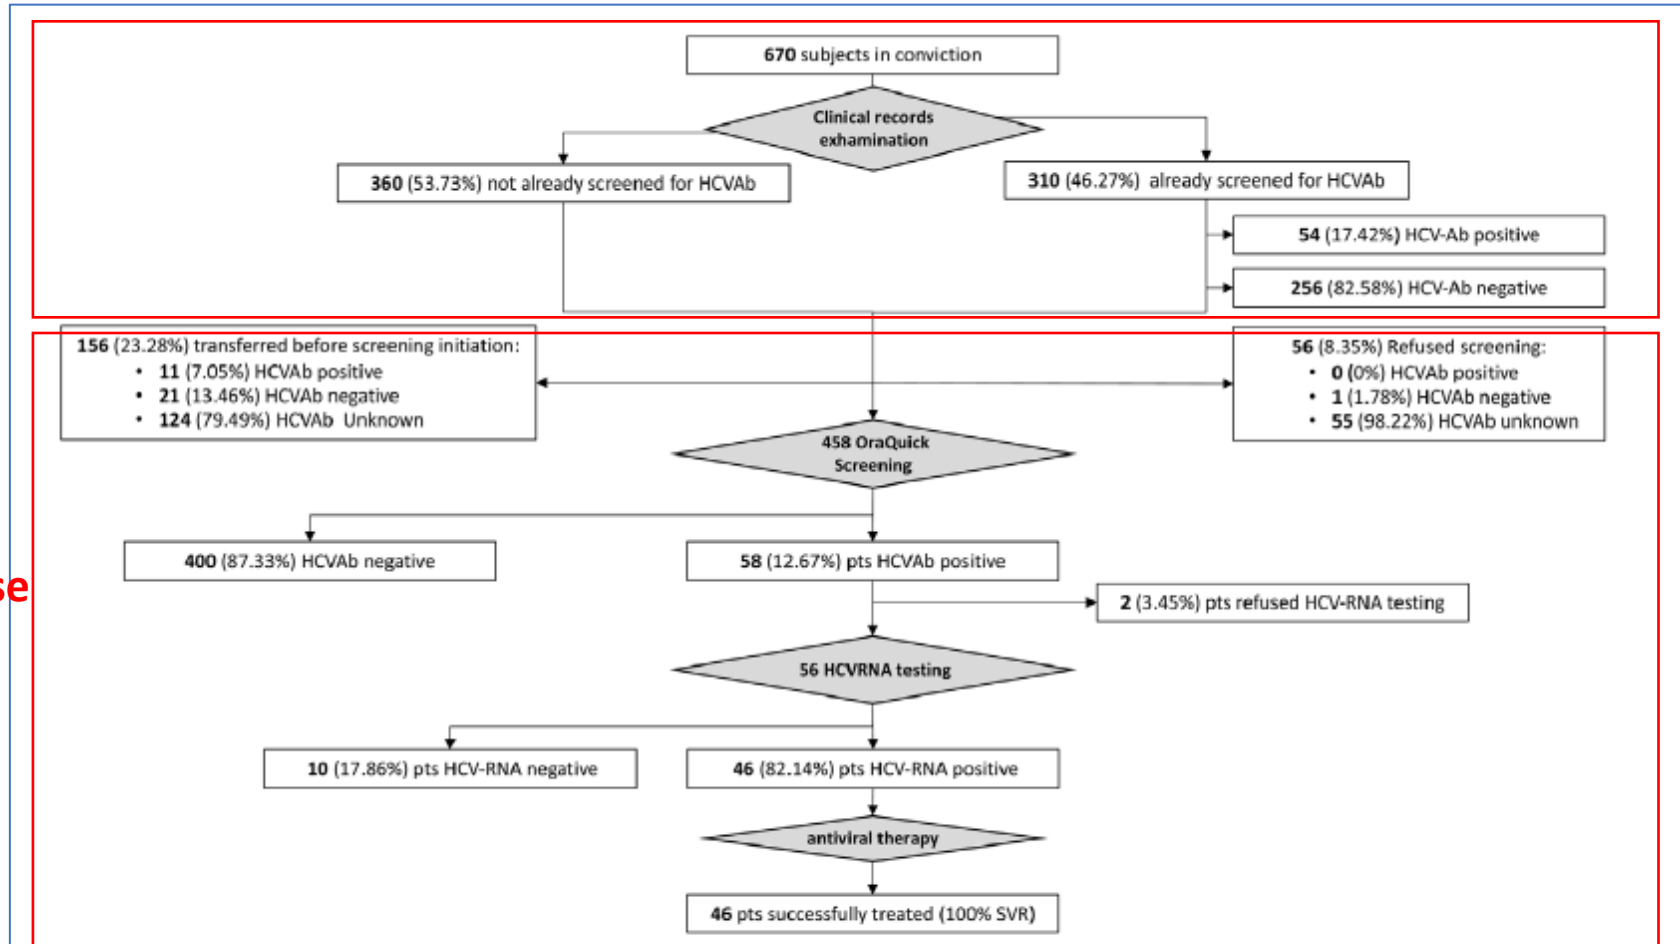 670 subjects in conviction
Clinical records
exhamination
360 (53.73%) not already screened for HCVAb
310 (46.27%) already screened for HCVAb
54 (17.42%) HCV-Ab positive
256 (82.58%) HCV-Ab negative
156 (23.28%) transferred before screening initiation:
• 11 (7.05%) HCVAb positive
• 21 (13.46%) HCVAb negative
• 124 (79.49%) HCVAb Unknown
56 (8.35%) Refused screening:
• 0 (0%) HCVAb positive
• 1 (1.78%) HCVAb negative
• 55 (98.22%) HCVAb unknown
458 OraQuick
Screening
400 (87.33%) HCVAb negative
58 (12.67%) pts HCVAb positive
se
2 (3.45%) pts refused HCV-RNA testing
56 HCVRNA testing
10 (17.86%) pts HCV-RNA negative
46 (82.14%) pts HCV-RNA positive
antiviral therapy
46 pts successfully treated (100% SVR)